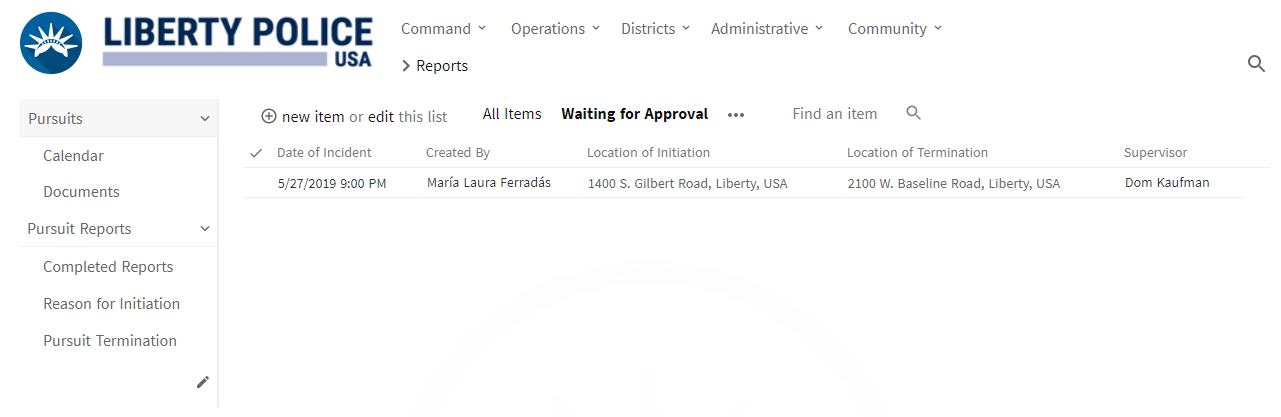 LIBERTY POLICE
USA
Command Operations Districts Administrative Community
Reports
Pursuits
Calendar
Documents
Pursuit Reports
Completed Reports
Reason for Initiation
Pursuit Termination
new item or edit this list All Items Waiting for Approval ••• Find an item
Date of Incident Created By Location of Initiation Location of Termination Supervisor
5/27/2019 9:00 PM María Laura Ferradás 1400 S. Gilbert Road, Liberty, USA 2100 W. Baseline Road, Liberty, USA Dom Kaufman